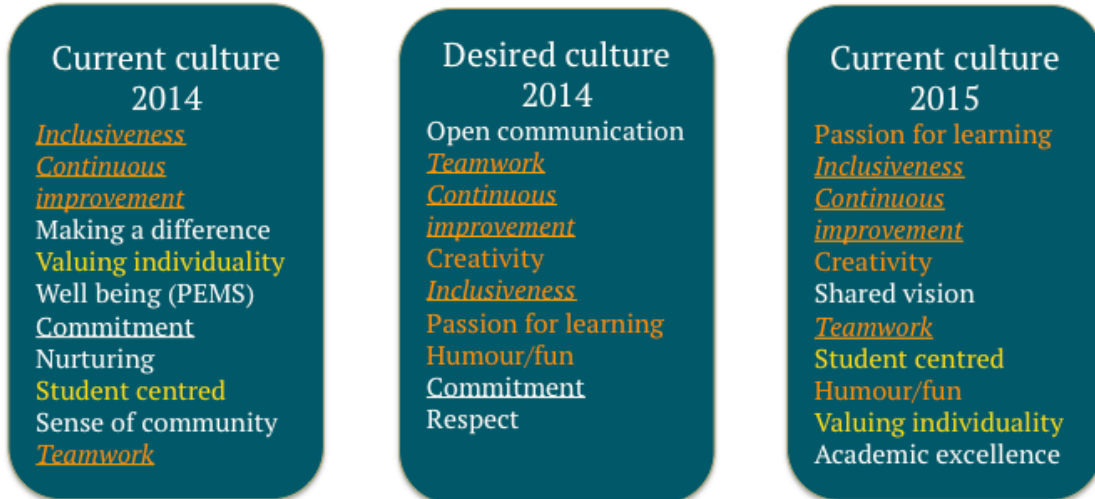 Current culture
2014
Inclusiveness
Continuous
improvement
Making a difference
Valuing individuality
Well being (PEMS)
Commitment
Nurturing
Student centred
Sense of community
Teamwork
Desired culture
2014
Open communication
Teamwork
Continuous
improvement
Creativity
Inclusiveness
Passion for learning
Humour/fun
Commitment
Respect
Current culture
2015
Passion for learning
Inclusiveness
Continuous
improvement
Creativity
Shared vision
Teamwork
Student centred
Humour/fun
Valuing individuality
Academic excellence